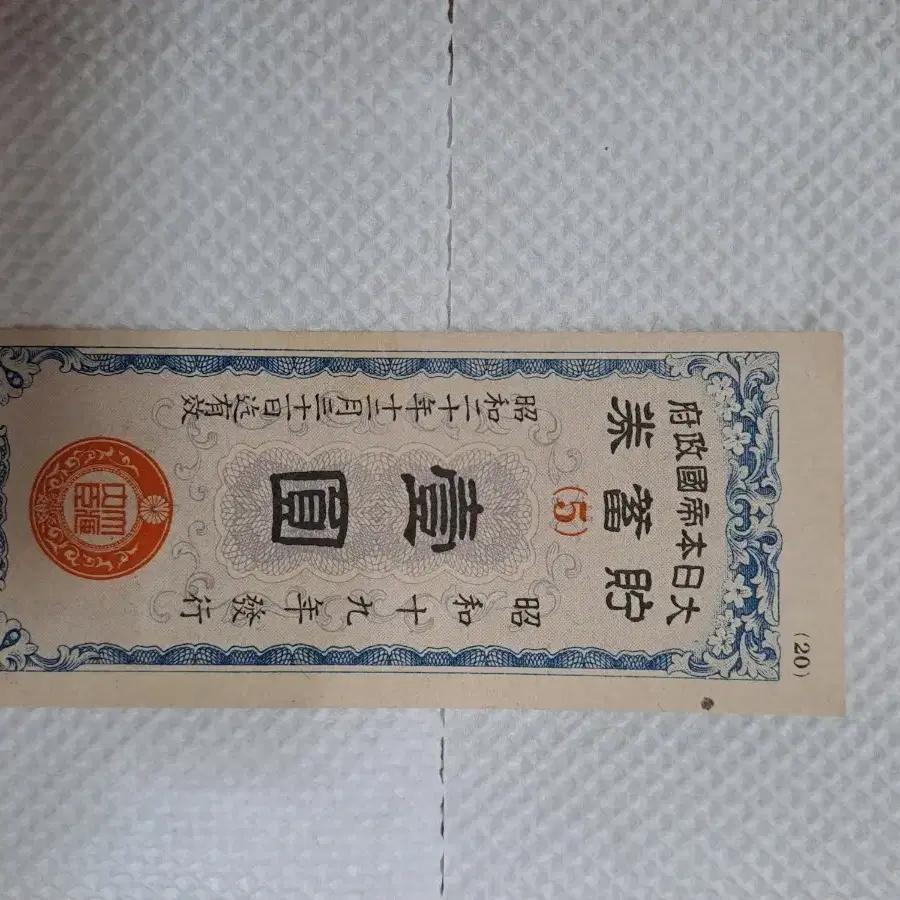 (20)
大日本帝國政府
貯蓄券
(5)
昭和十九年發行
壹圓
昭和二十年十二月三十一日迄有效